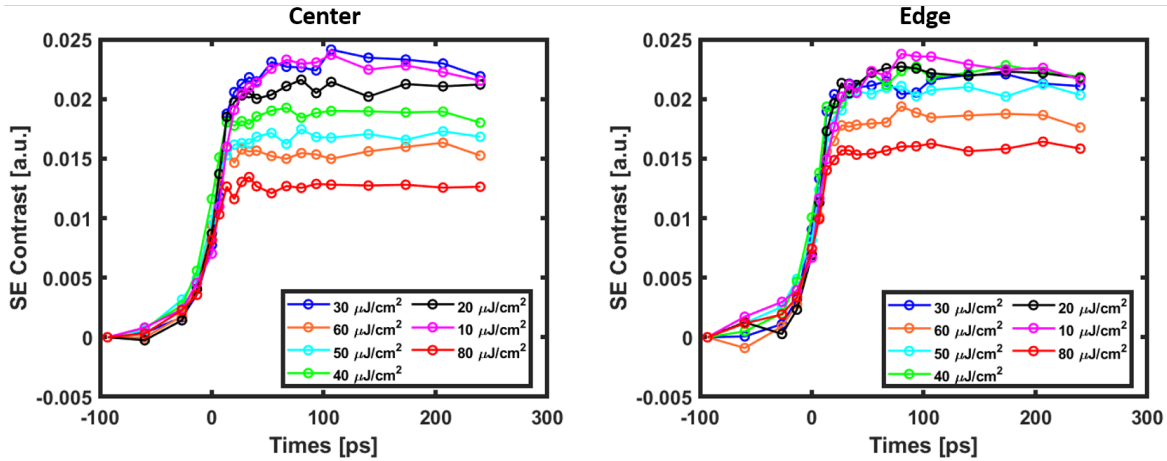 Center
SE Contrast [a.u.]
0.025
0.02
0.015
0.01
0.005
0
-0.005
-100
0
100
200
300
Times [ps]
30 μJ/cm²
60 μJ/cm²
50 μJ/cm²
40 μJ/cm²
20 μJ/cm²
10 μJ/cm²
80 μJ/cm²
Edge
SE Contrast [a.u.]
0.025
0.02
0.015
0.01
0.005
0
-0.005
-100
0
100
200
300
Times [ps]
30 μJ/cm²
60 μJ/cm²
50 μJ/cm²
40 μJ/cm²
20 μJ/cm²
10 μJ/cm²
80 μJ/cm²